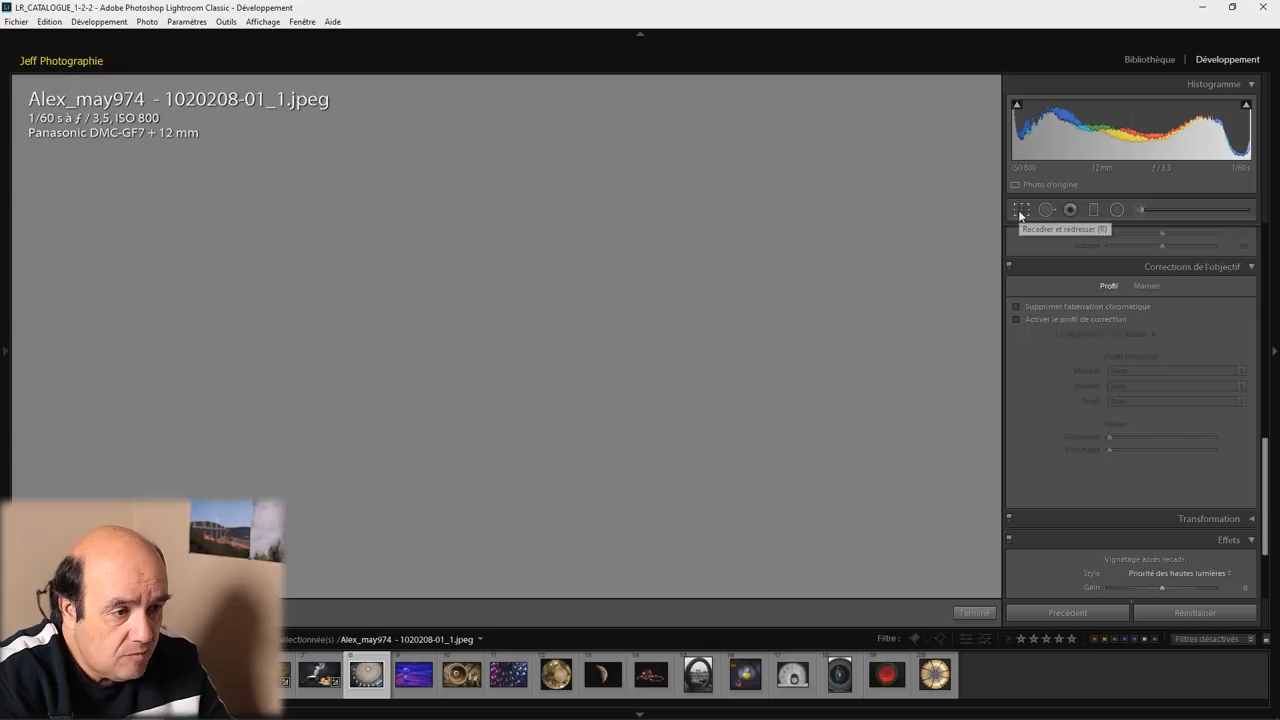 LR_CATALOGUE_1-2-2 - Adobe Photoshop Lightroom Classic - Développement
Fichier Edition Développement Photo Paramètres Outils Affichage Fenêtre Aide
Jeff Photographie
Bibliothèque | Développement
Alex_may974 - 1020208-01_1.jpeg
1/60 s à ƒ / 3,5, ISO 800
Panasonic DMC-GF7 + 12 mm
Histogramme
ISO 800 12 mm ƒ / 3,5 1/60 s
Photo d'origine
Recadrer et redresser (R)
Corrections de l'objectif
Profil Manuel
Supprimer l'aberration chromatique
Activer le profil de correction
Transformation
Effets
Vignetage après recadr.
Style Priorité des hautes lumières
Gain 0
Terminé
Précédent Réinitialiser
sélectionnée(s) /Alex_may974 - 1020208-01_1.jpeg
Filtre : Filtres désactivés